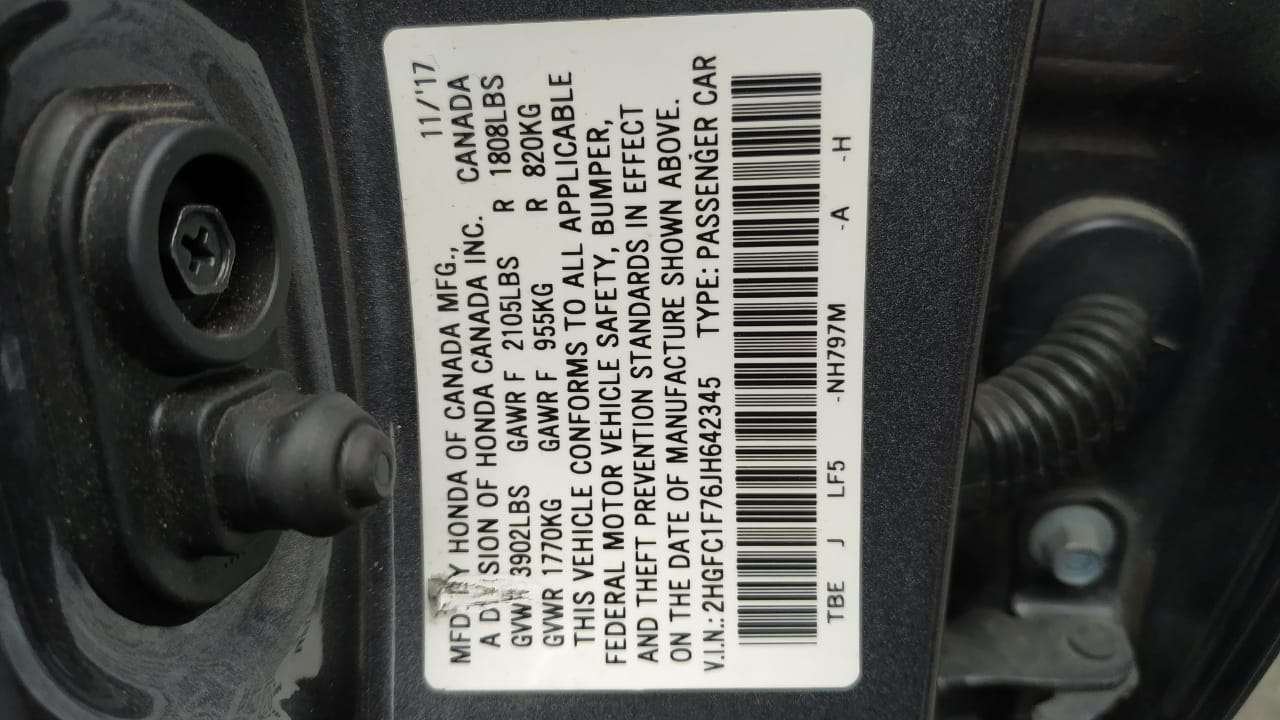 11/'17
MFD Y HONDA OF CANADA MFG., CANADA
A D SION OF HONDA CANADA INC.
GVWR 3902LBS GAWR F 2105LBS R 1808LBS
GVWR 1770KG GAWR F 955KG R 820KG
THIS VEHICLE CONFORMS TO ALL APPLICABLE
FEDERAL MOTOR VEHICLE SAFETY, BUMPER,
AND THEFT PREVENTION STANDARDS IN EFFECT
ON THE DATE OF MANUFACTURE SHOWN ABOVE.
V.I.N.: 2HGFC1F76JH642345 TYPE: PASSENGER CAR
TBE J LF5 -NH797M -A -H